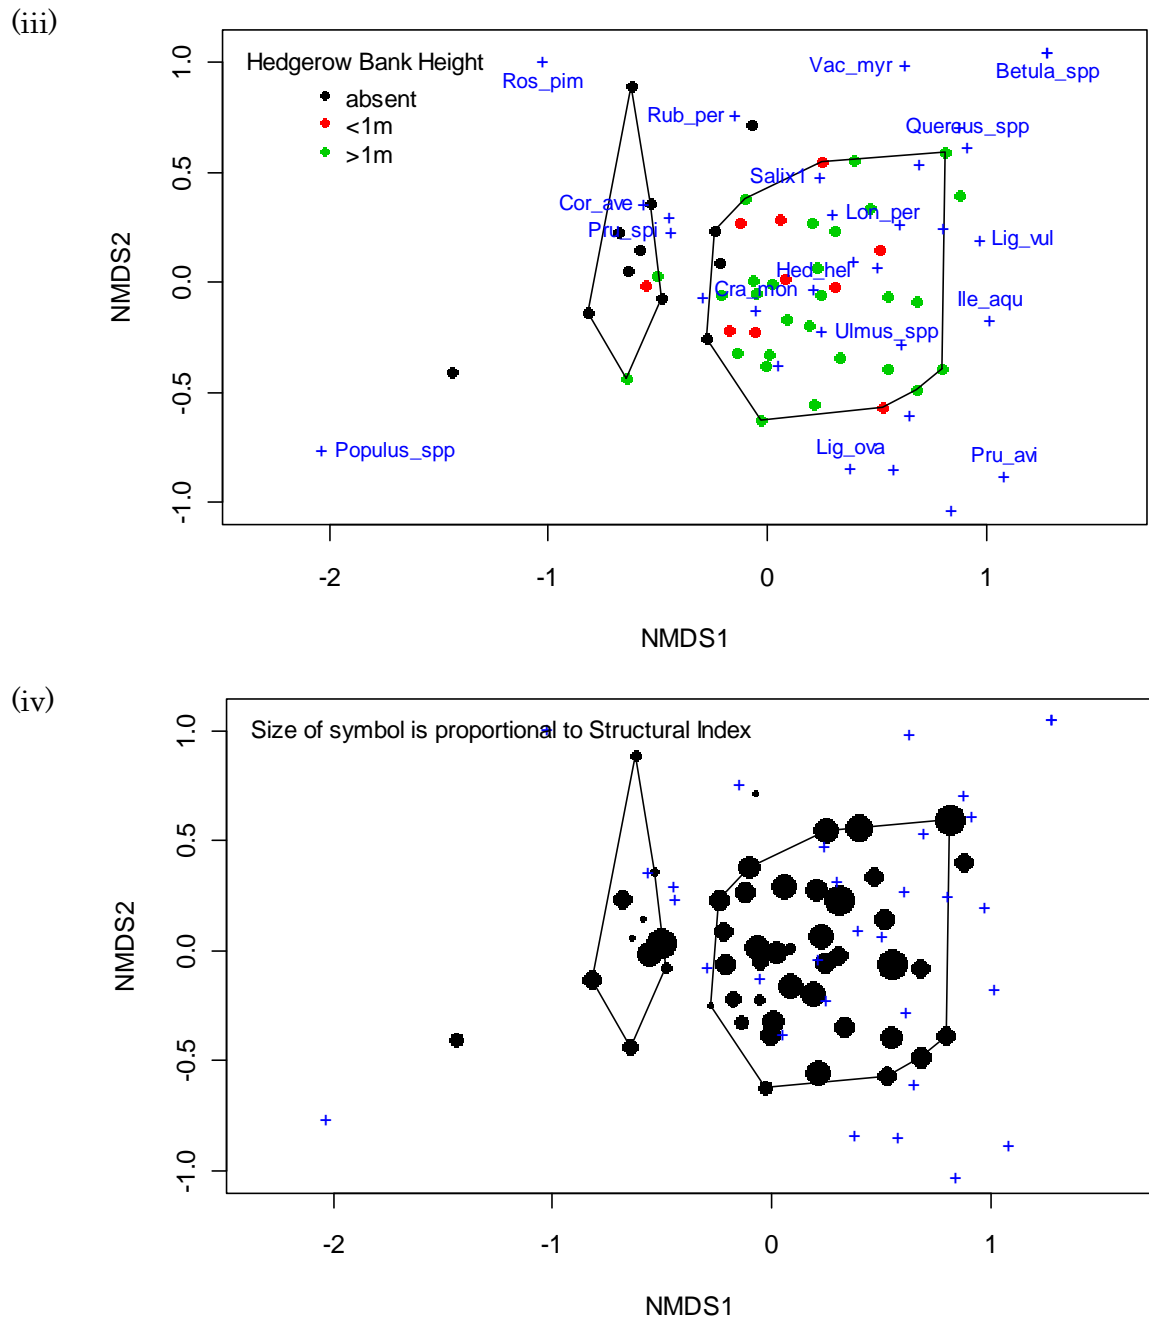 (iii)
Hedgerow Bank Height
absent
<1m
>1m
Ros_pim
Vac_myr
Betula_spp
Rub_per
Quercus_spp
Salix1
Cor_ave
Lon_per
Pru_spi
Lig_vul
Hed_hel
Cra_mon
Ile_aqu
Ulmus_spp
Populus_spp
Lig_ova
Pru_avi
1.0
0.5
0.0
-0.5
-1.0
NMDS2
-2 -1 0 1
NMDS1
(iv)
Size of symbol is proportional to Structural Index
1.0
0.5
0.0
-0.5
-1.0
NMDS2
-2 -1 0 1
NMDS1